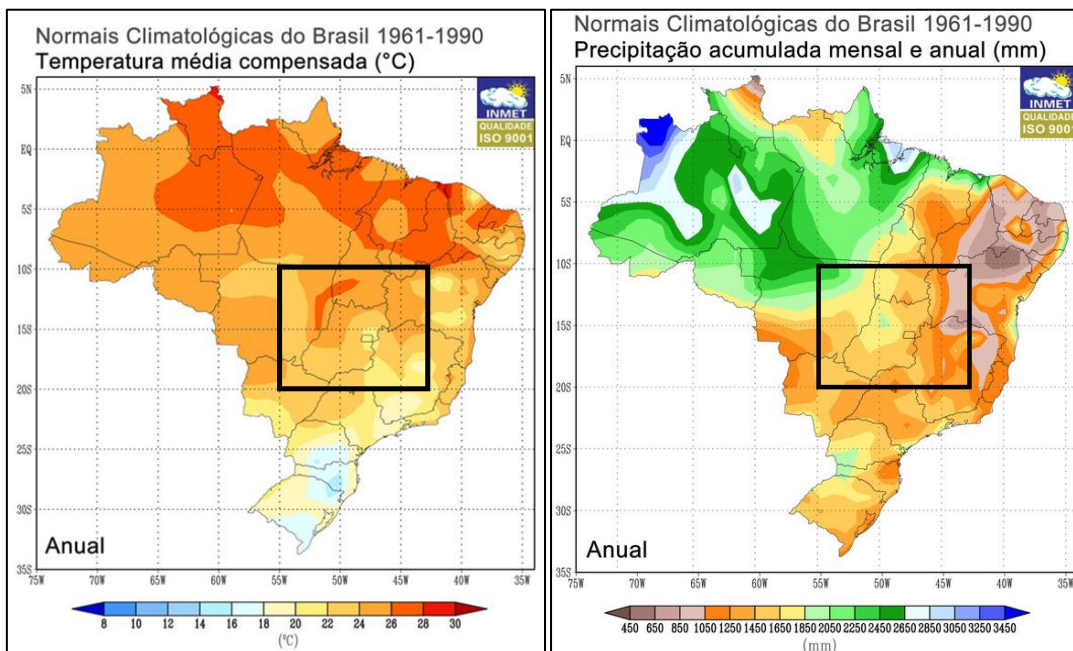 Normais Climatológicas do Brasil 1961-1990
Temperatura média compensada (°C)
INMET
QUALIDADE
ISO 9001
5N
EQ
5S
10S
15S
20S
25S
30S
35S
Anual
75W 70W 65W 60W 55W 50W 45W 40W 35W
8 10 12 14 16 18 20 22 24 26 28 30
(°C)
Normais Climatológicas do Brasil 1961-1990
Precipitação acumulada mensal e anual (mm)
INMET
QUALIDADE
ISO 9001
5N
EQ
5S
10S
15S
20S
25S
30S
35S
Anual
75W 70W 65W 60W 55W 50W 45W 40W 35W
450 650 850 1050 1250 1450 1650 1850 2050 2250 2450 2650 2850 3050 3250 3450
(mm)